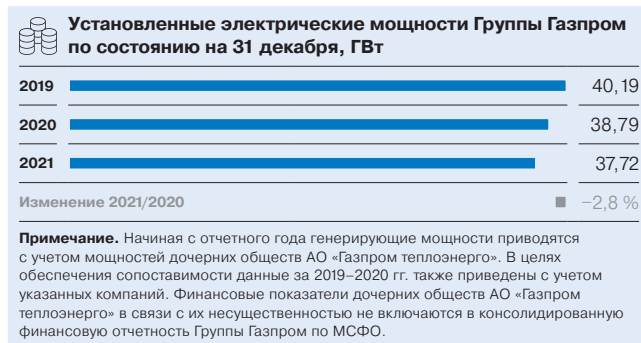 Установленные электрические мощности Группы Газпром
по состоянию на 31 декабря, ГВт
2019 40,19
2020 38,79
2021 37,72
Изменение 2021/2020 −2,8 %
Примечание. Начиная с отчетного года генерирующие мощности приводятся
с учетом мощностей дочерних обществ АО «Газпром теплоэнерго». В целях
обеспечения сопоставимости данные за 2019–2020 гг. также приведены с учетом
указанных компаний. Финансовые показатели дочерних обществ АО «Газпром
теплоэнерго» в связи с их несущественностью не включаются в консолидированную
финансовую отчетность Группы Газпром по МСФО.